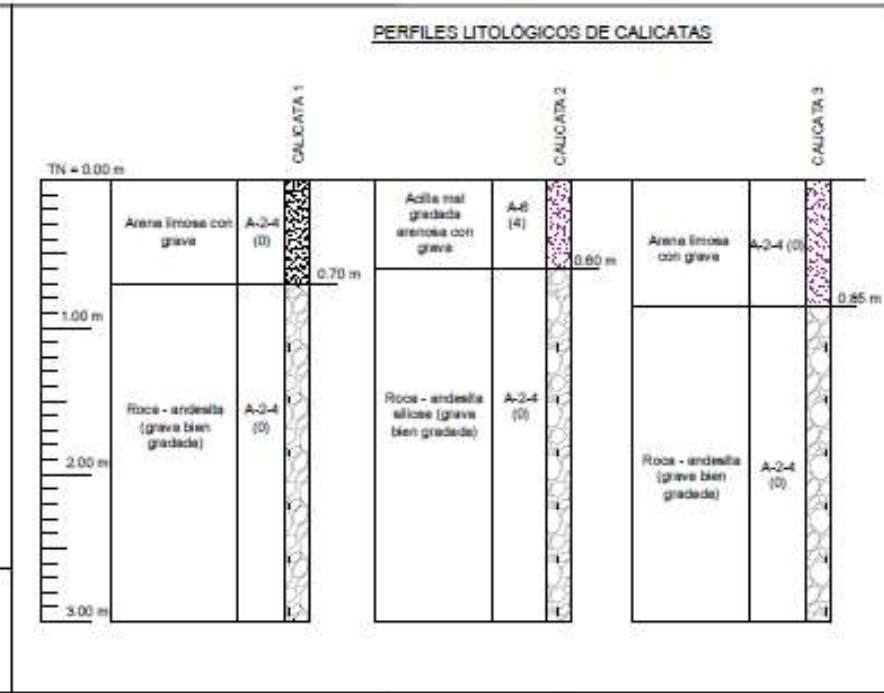 PERFILES LITOLÓGICOS DE CALICATAS
CALICATA 1
CALICATA 2
CALICATA 3
TN = 0.00 m
1.00 m
2.00 m
3.00 m
Arena limosa con
grava
A-2-4
(0)
0.70 m
Roca - andesita
(grava bien
gradada)
A-2-4
(0)
Acilla mal
gradada
arenosa con
grava
A-6
(4)
0.60 m
Roca - andesita
silicea (grava
bien gradada)
A-2-4
(0)
Arena limosa
con grava
A-2-4 (0)
0.85 m
Roca - andesita
(grava bien
gradada)
A-2-4
(0)